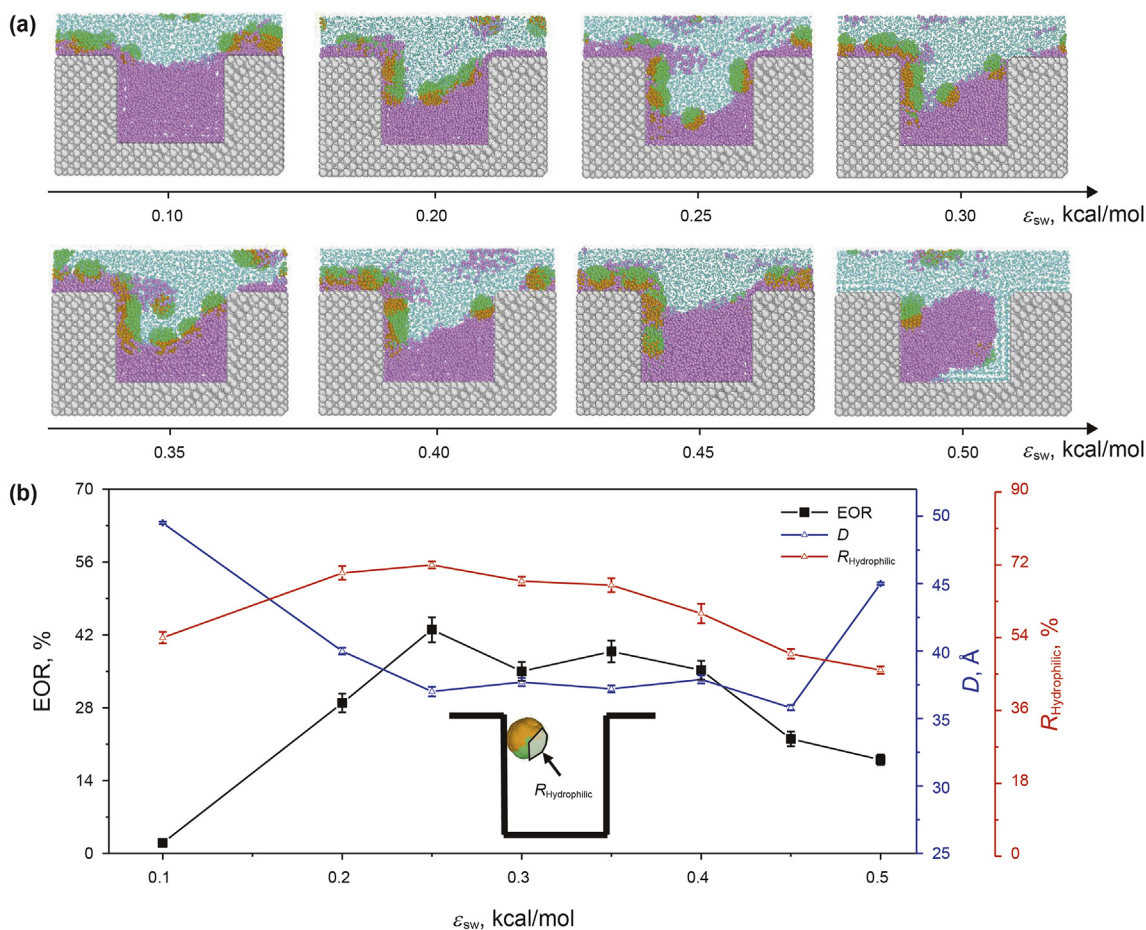 (a)
0.10 0.20 0.25 0.30 εsw, kcal/mol
0.35 0.40 0.45 0.50 εsw, kcal/mol
(b)
70 50 90
EOR
D
RHydrophilic
56 45 72
42 40 54
28 35 36
14 30 18
0 25 0
EOR, %
D, Å
RHydrophilic, %
RHydrophilic
0.1 0.2 0.3 0.4 0.5
εsw, kcal/mol